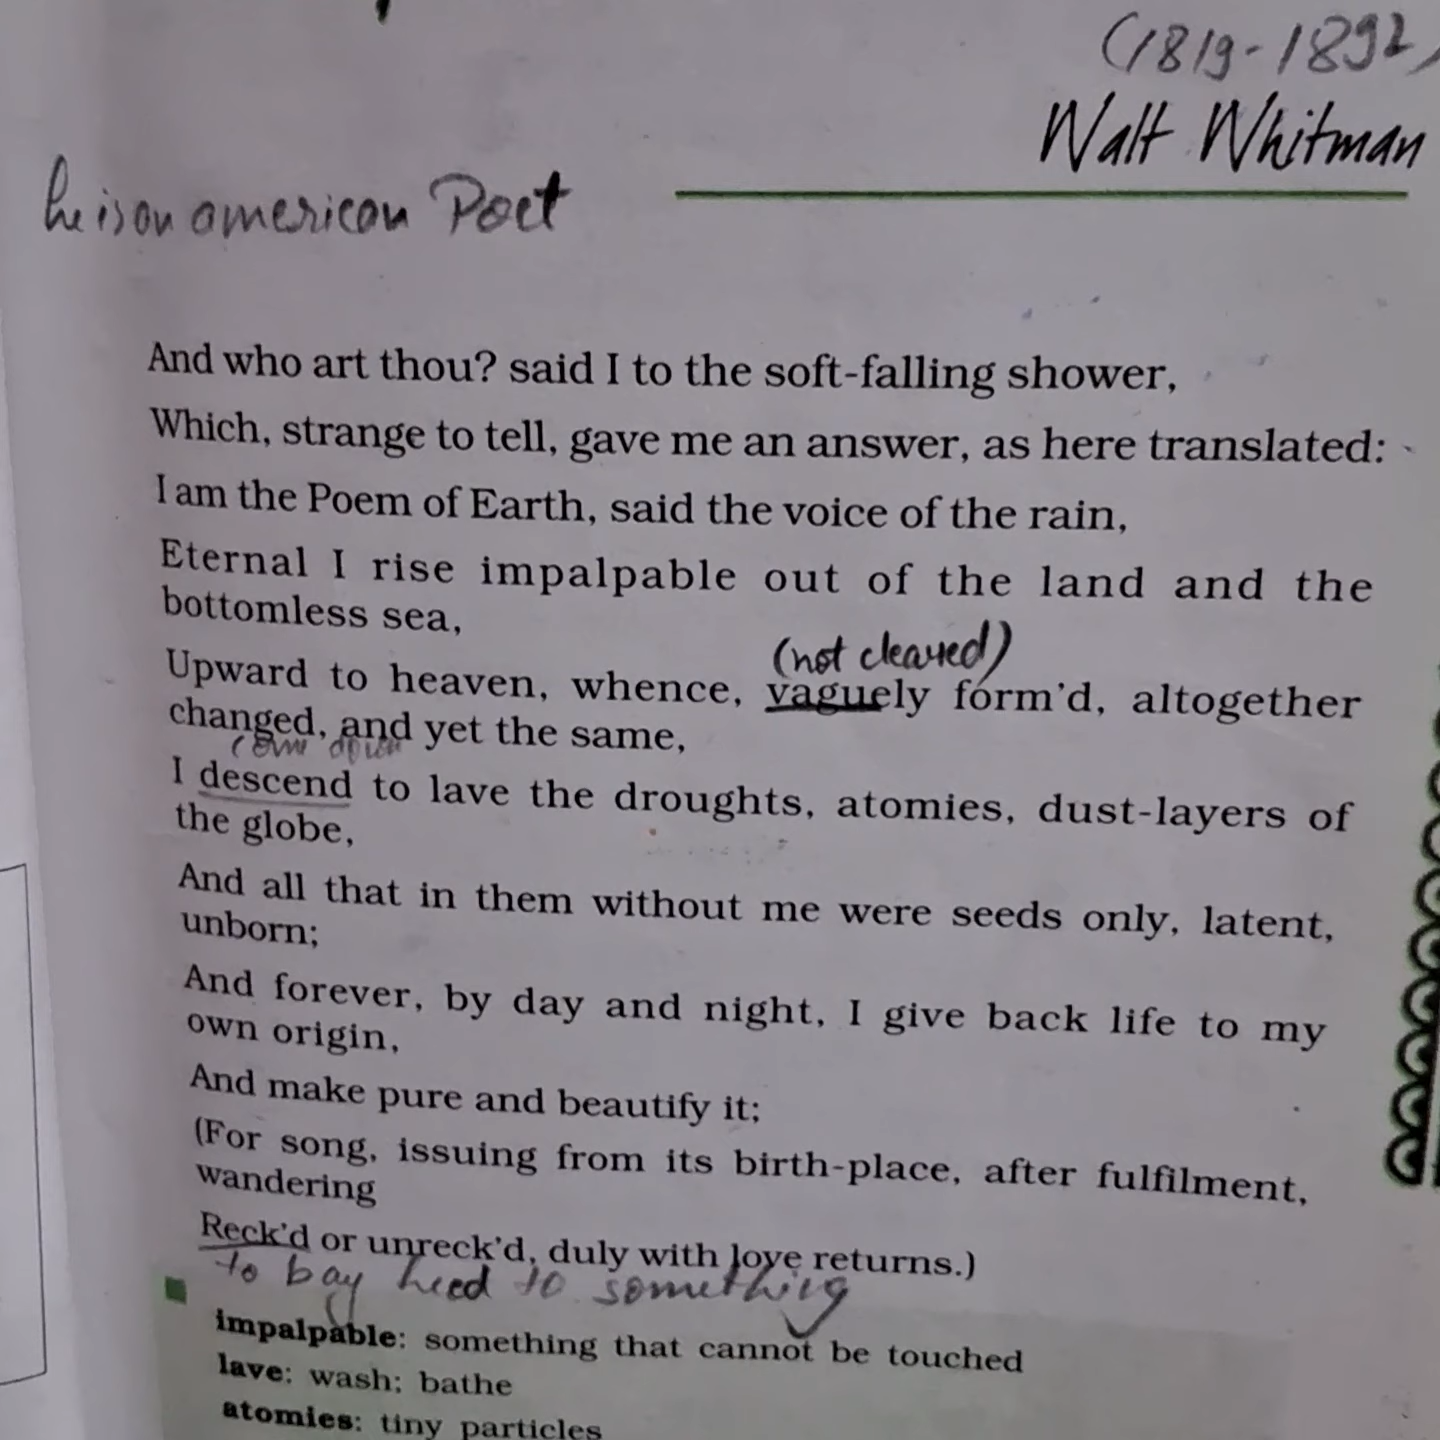 (1819-1892)
Walt Whitman
he is an american Poet
And who art thou? said I to the soft-falling shower,
Which, strange to tell, gave me an answer, as here translated:
I am the Poem of Earth, said the voice of the rain,
Eternal I rise impalpable out of the land and the
bottomless sea,
(not cleared)
Upward to heaven, whence, vaguely form'd, altogether
changed, and yet the same,
(come down
I descend to lave the droughts, atomies, dust-layers of
the globe,
And all that in them without me were seeds only, latent,
unborn;
And forever, by day and night, I give back life to my
own origin,
And make pure and beautify it;
(For song, issuing from its birth-place, after fulfilment,
wandering
Reck'd or unreck'd, duly with love returns.)
to bay heed to something
impalpable: something that cannot be touched
lave: wash; bathe
atomies: tiny particles